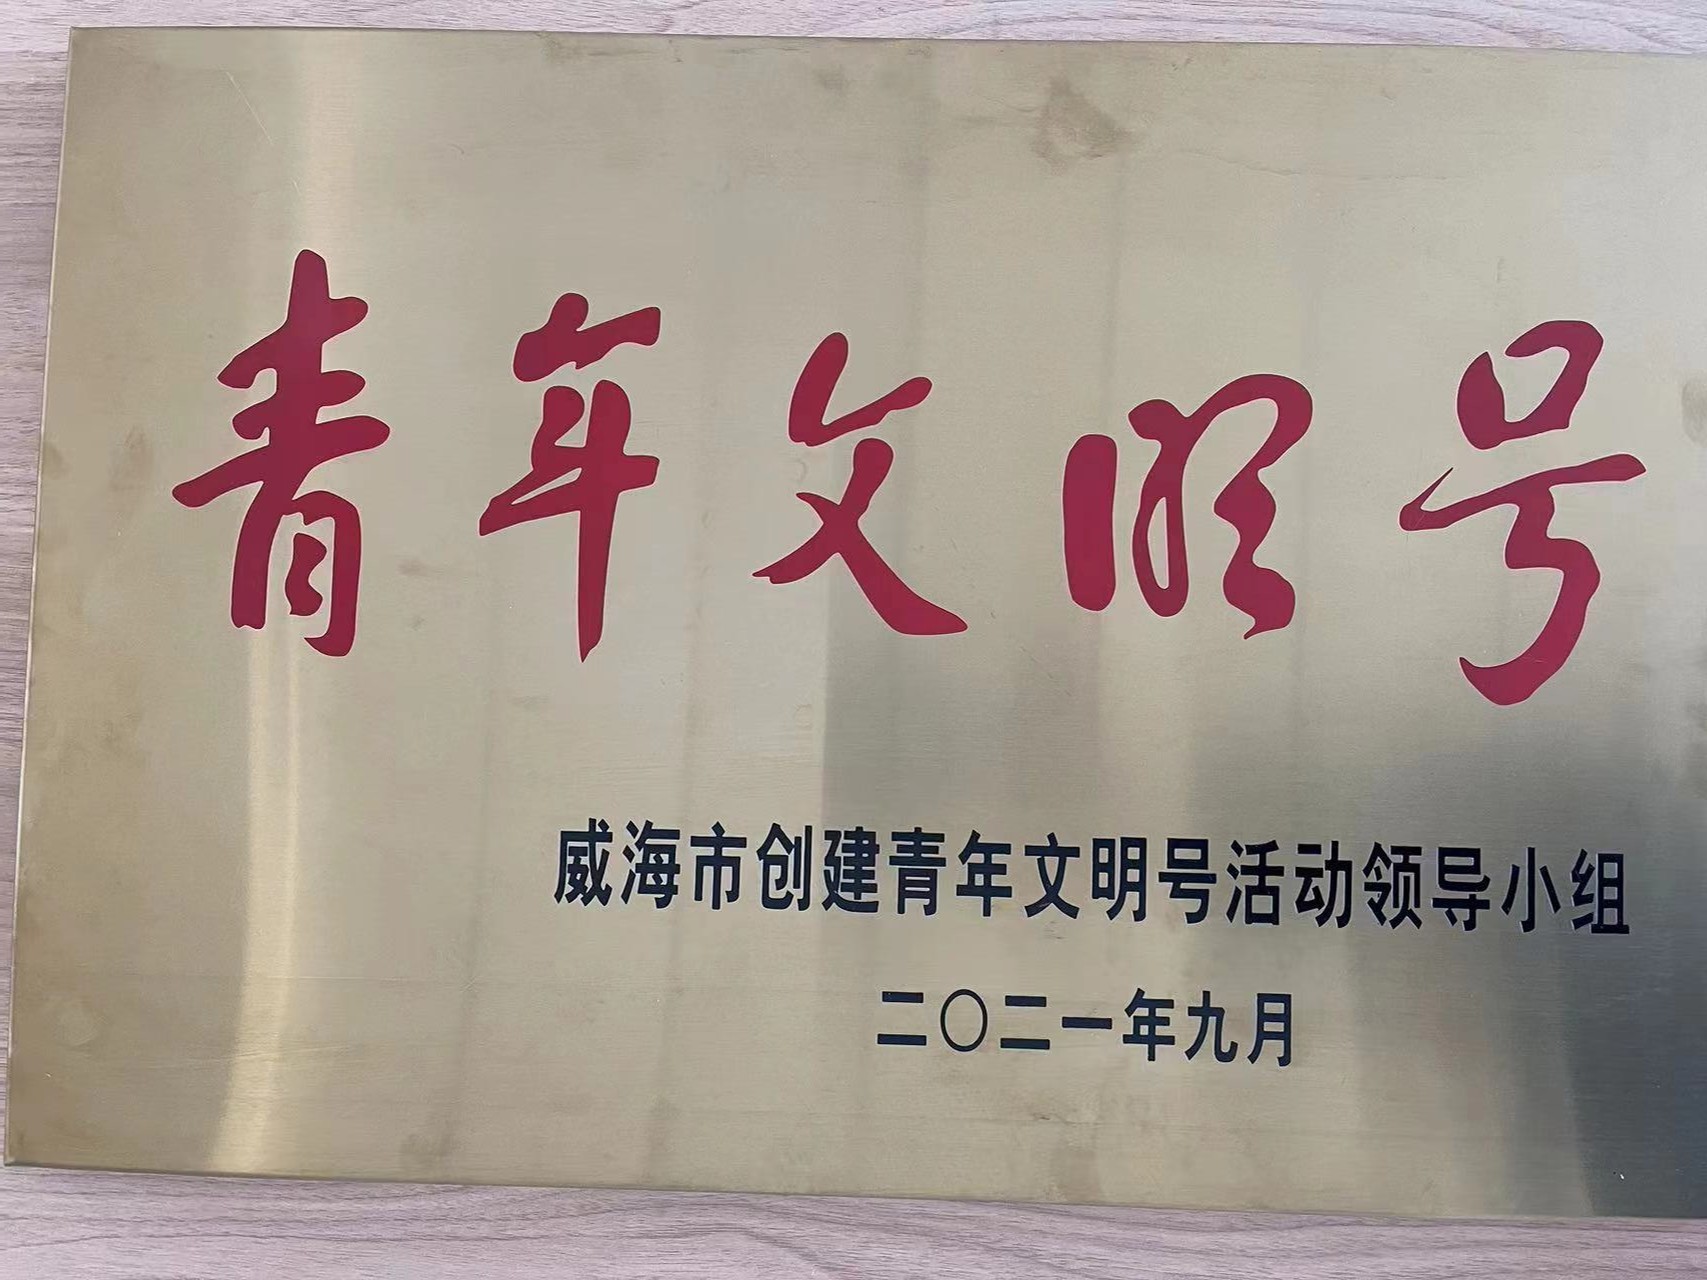 青年文明号
威海市创建青年文明号活动领导小组
二〇二一年九月